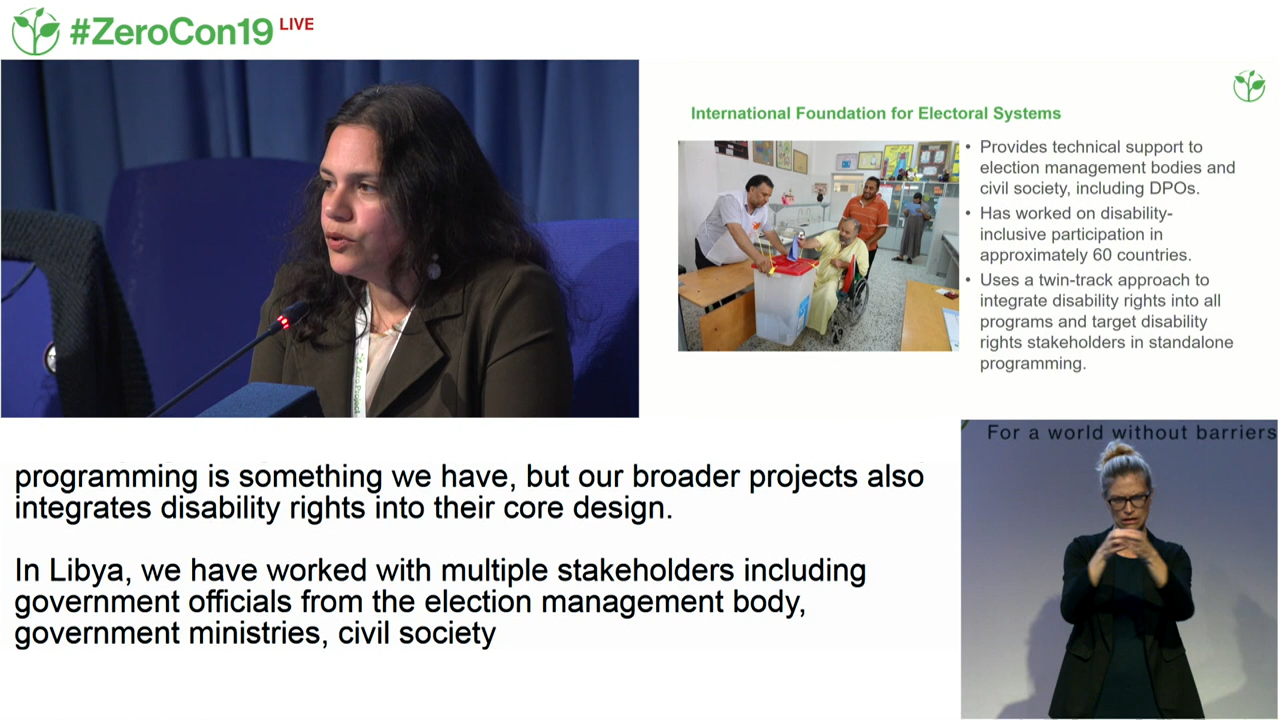 #ZeroCon19 LIVE
International Foundation for Electoral Systems
• Provides technical support to
election management bodies and
civil society, including DPOs.
• Has worked on disability-
inclusive participation in
approximately 60 countries.
• Uses a twin-track approach to
integrate disability rights into all
programs and target disability
rights stakeholders in standalone
programming.
Zero Project
For a world without barriers
programming is something we have, but our broader projects also
integrates disability rights into their core design.
In Libya, we have worked with multiple stakeholders including
government officials from the election management body,
government ministries, civil society